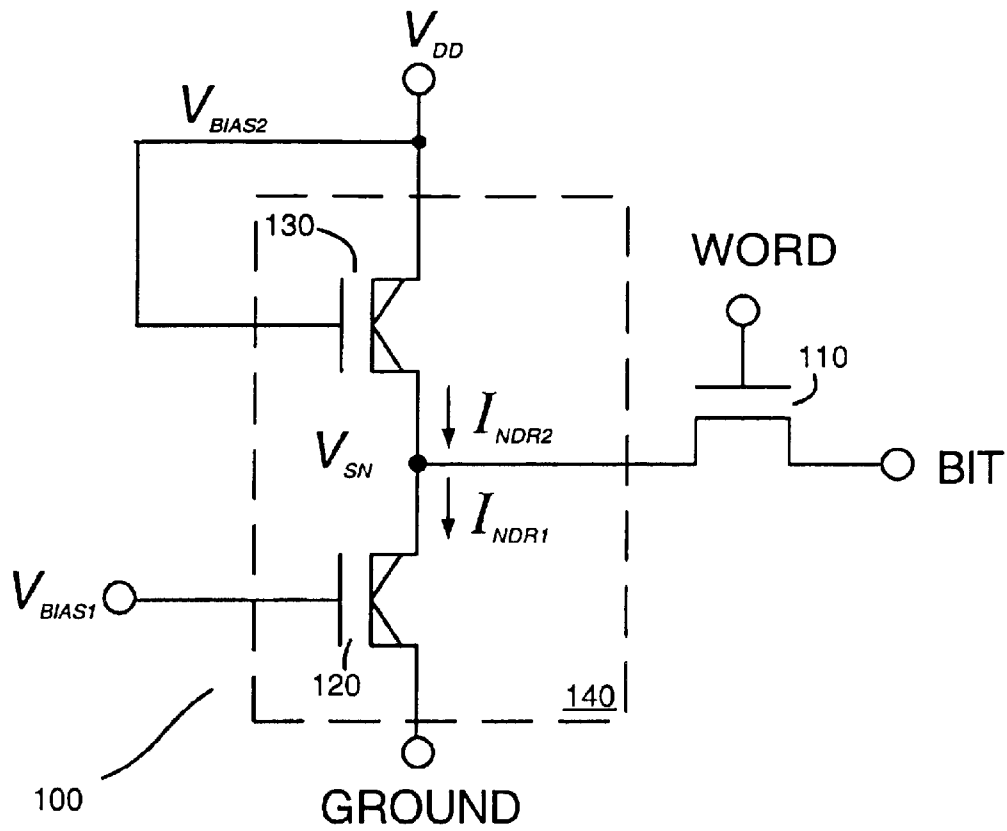 V_DD
V_BIAS2
130
WORD
110
I_NDR2
V_SN
BIT
I_NDR1
V_BIAS1
120
140
100
GROUND